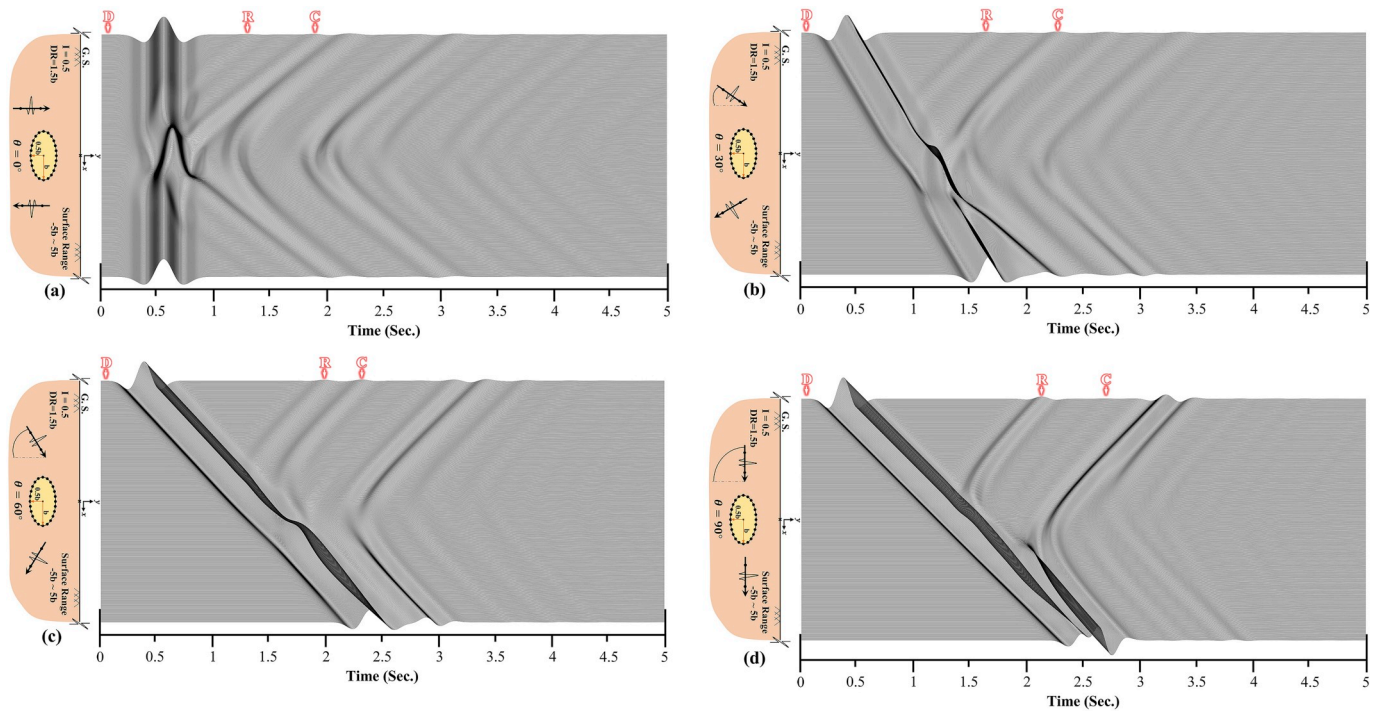 D R C
G. S.
I = 0.5
DR=1.5b
0.5b
b
θ = 0°
y
x
Surface Range
-5b ~ 5b
(a)
0 0.5 1 1.5 2 2.5 3 3.5 4 4.5 5
Time (Sec.)
D R C
G. S.
I = 0.5
DR=1.5b
0.5b
b
θ = 30°
y
x
Surface Range
-5b ~ 5b
(b)
0 0.5 1 1.5 2 2.5 3 3.5 4 4.5 5
Time (Sec.)
D R C
G. S.
I = 0.5
DR=1.5b
0.5b
b
θ = 60°
y
x
Surface Range
-5b ~ 5b
(c)
0 0.5 1 1.5 2 2.5 3 3.5 4 4.5 5
Time (Sec.)
D R C
G. S.
I = 0.5
DR=1.5b
0.5b
b
θ = 90°
y
x
Surface Range
-5b ~ 5b
(d)
0 0.5 1 1.5 2 2.5 3 3.5 4 4.5 5
Time (Sec.)